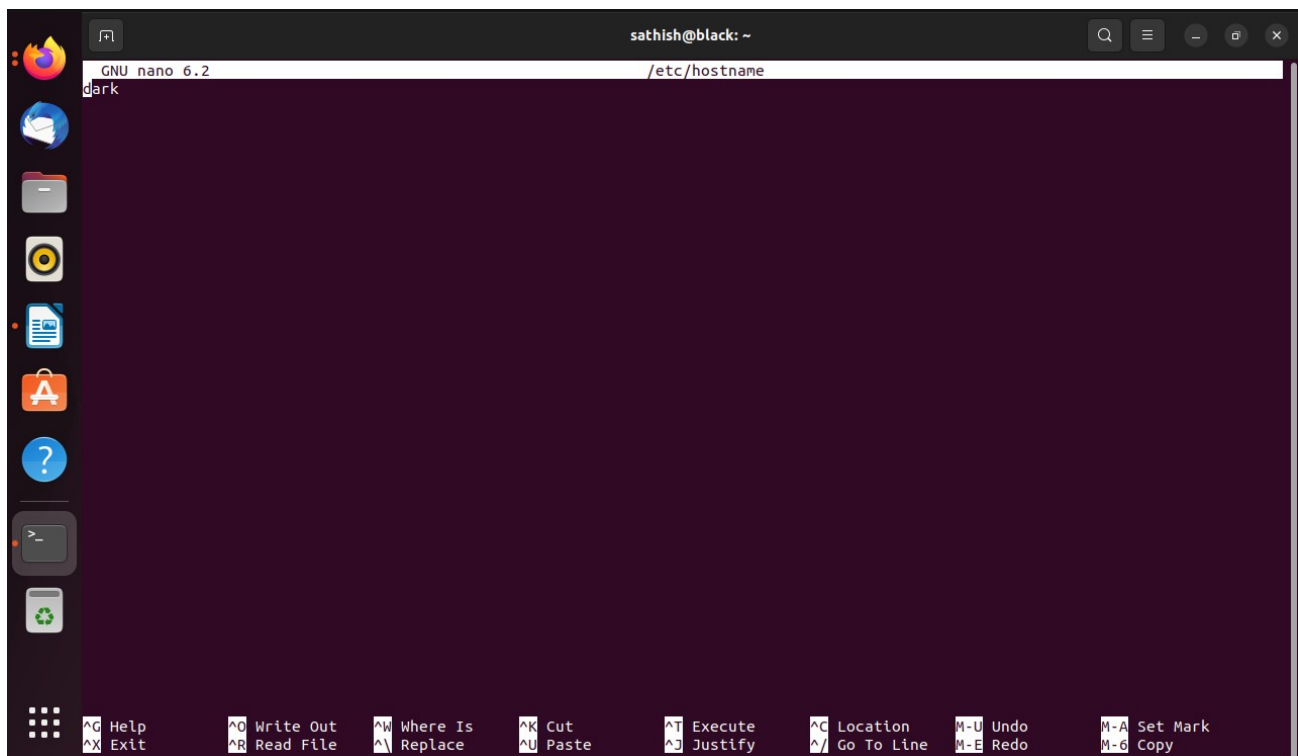 sathish@black: ~
GNU nano 6.2 /etc/hostname
dark
^G Help ^O Write Out ^W Where Is ^K Cut ^T Execute ^C Location M-U Undo M-A Set Mark
^X Exit ^R Read File ^\ Replace ^U Paste ^J Justify ^/ Go To Line M-E Redo M-6 Copy